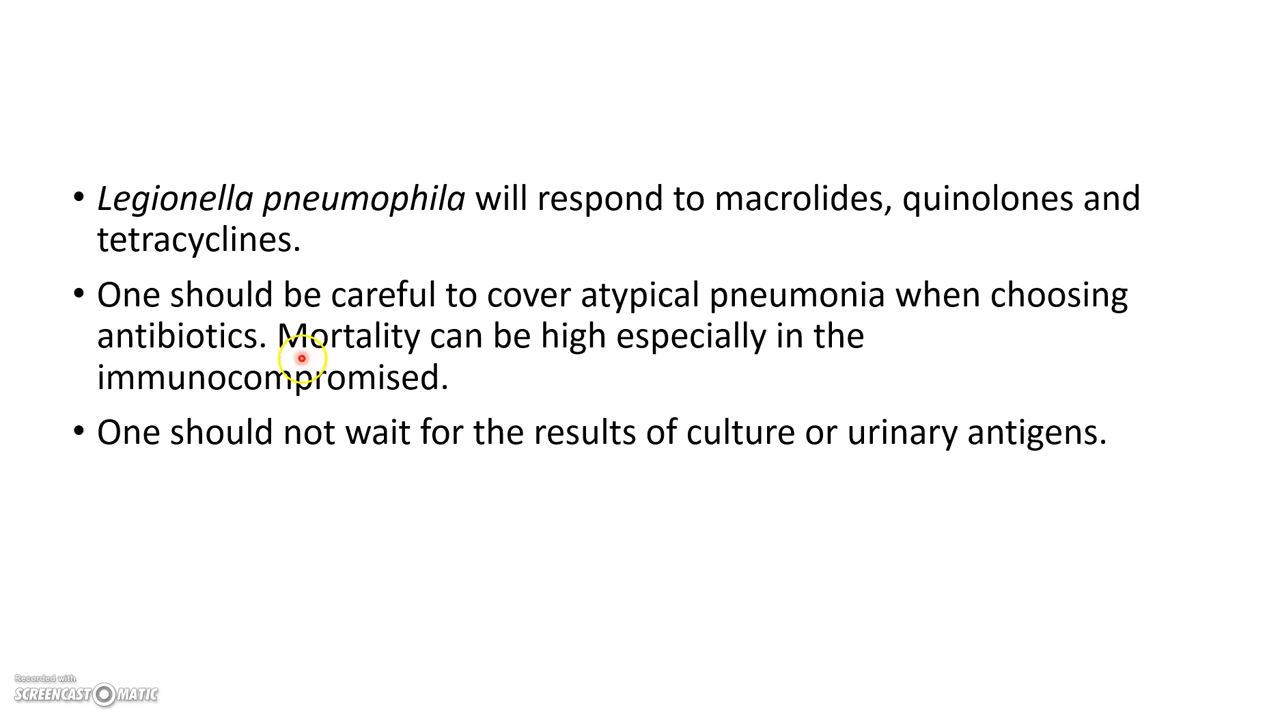 • Legionella pneumophila will respond to macrolides, quinolones and
tetracyclines.
• One should be careful to cover atypical pneumonia when choosing
antibiotics. Mortality can be high especially in the
immunocompromised.
• One should not wait for the results of culture or urinary antigens.
Recorded with
SCREENCAST MATIC